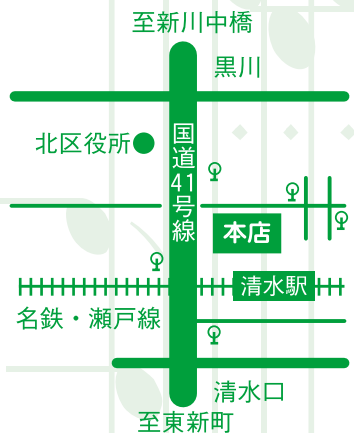 至新川中橋
黒川
北区役所
国道41号線
本店
清水駅
名鉄・瀬戸線
清水口
至東新町